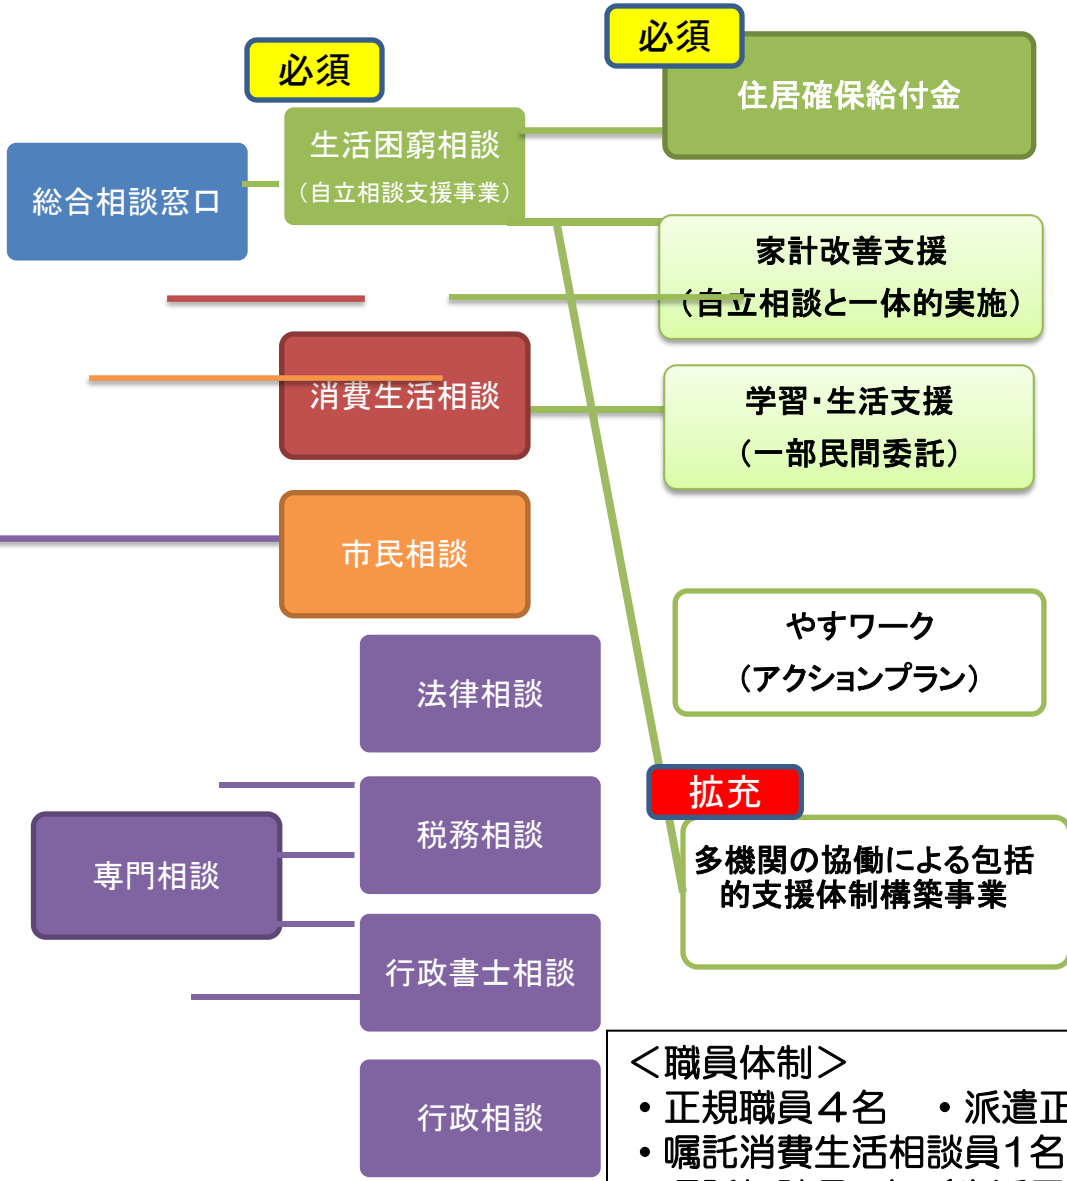 必須
必須
住居確保給付金
生活困窮相談
（自立相談支援事業）
総合相談窓口
家計改善支援
（自立相談と一体的実施）
消費生活相談
学習・生活支援
（一部民間委託）
市民相談
やすワーク
（アクションプラン）
法律相談
拡充
税務相談
専門相談
多機関の協働による包括
的支援体制構築事業
行政書士相談
行政相談
＜職員体制＞
・正規職員４名　・派遣正
・嘱託消費生活相談員１名